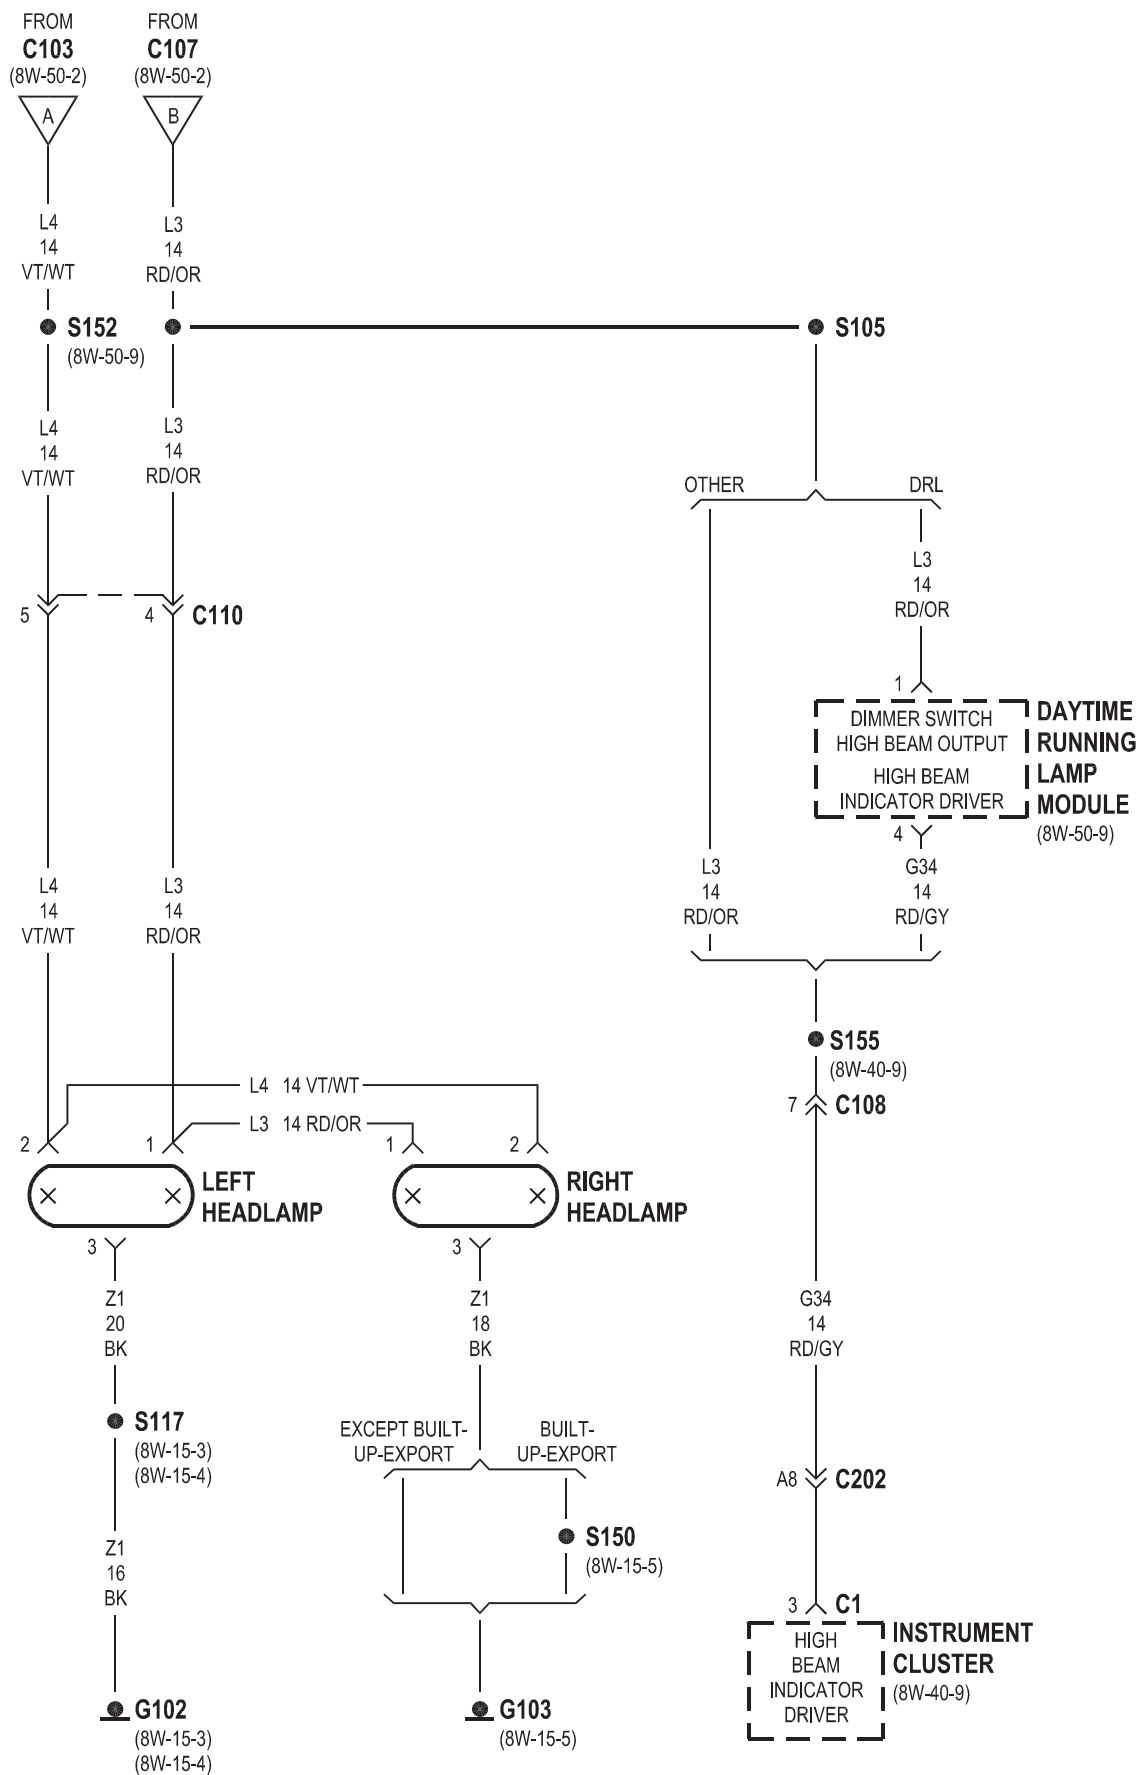 FROM
C103
(8W-50-2)
A
FROM
C107
(8W-50-2)
B
L4
14
VT/WT
L3
14
RD/OR
S152
(8W-50-9)
S105
L4
14
VT/WT
L3
14
RD/OR
OTHER
DRL
L3
14
RD/OR
5
4
C110
1
DIMMER SWITCH
HIGH BEAM OUTPUT
HIGH BEAM
INDICATOR DRIVER
DAYTIME
RUNNING
LAMP
MODULE
(8W-50-9)
4
L4
14
VT/WT
L3
14
RD/OR
L3
14
RD/OR
G34
14
RD/GY
S155
(8W-40-9)
7
C108
L4 14 VT/WT
L3 14 RD/OR
2
1
1
2
LEFT
HEADLAMP
RIGHT
HEADLAMP
3
3
Z1
20
BK
Z1
18
BK
G34
14
RD/GY
S117
(8W-15-3)
(8W-15-4)
EXCEPT BUILT-
UP-EXPORT
BUILT-
UP-EXPORT
A8
C202
Z1
16
BK
S150
(8W-15-5)
3
C1
HIGH
BEAM
INDICATOR
DRIVER
INSTRUMENT
CLUSTER
(8W-40-9)
G102
(8W-15-3)
(8W-15-4)
G103
(8W-15-5)